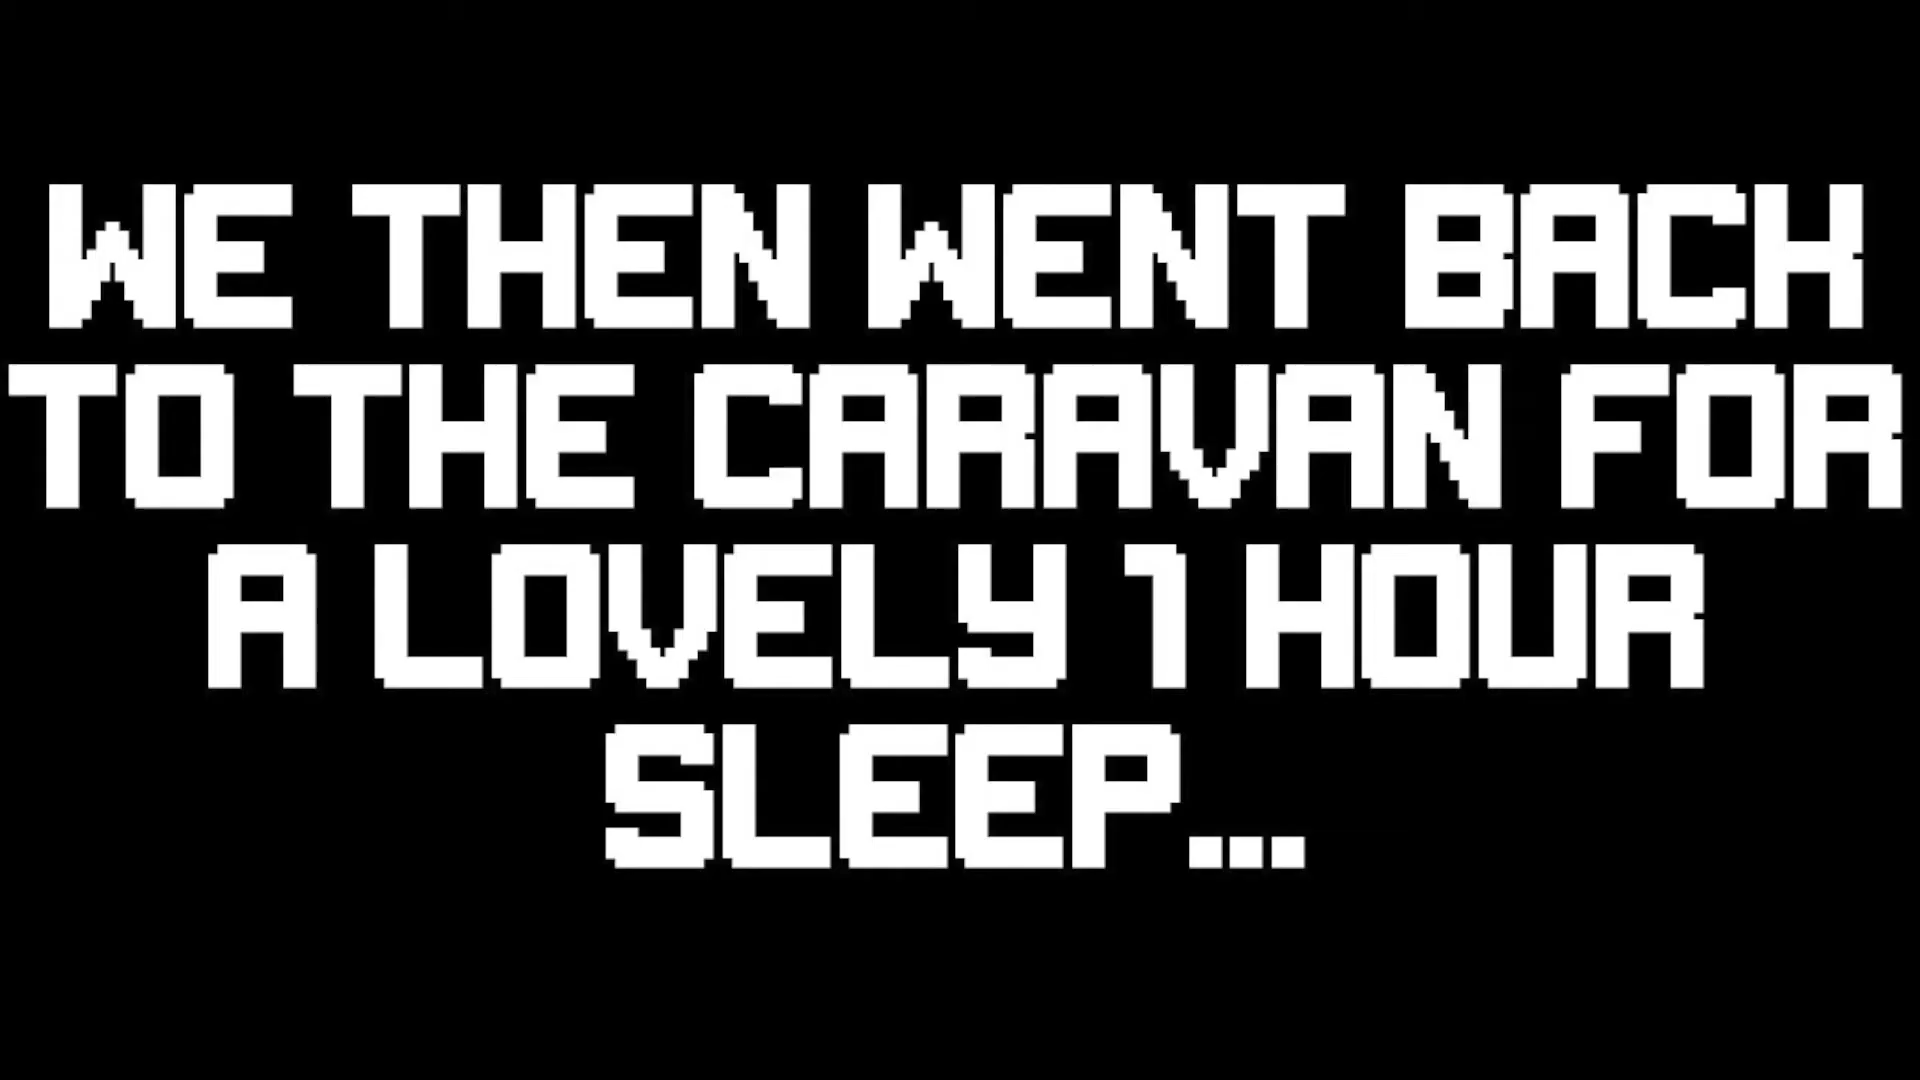 WE THEN WENT BACK
TO THE CARAVAN FOR
A LOVELY 1 HOUR
SLEEP...